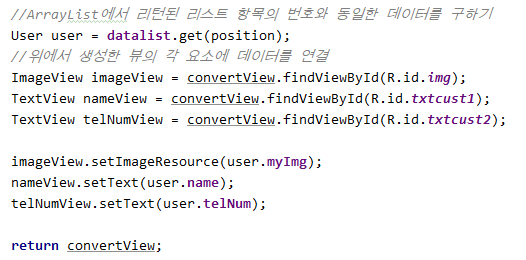 //ArrayList에서 리턴된 리스트 항목의 번호와 동일한 데이터를 구하기
User user = datalist.get(position);
//위에서 생성한 뷰의 각 요소에 데이터를 연결
ImageView imageView = convertView.findViewById(R.id.img);
TextView nameView = convertView.findViewById(R.id.txtcust1);
TextView telNumView = convertView.findViewById(R.id.txtcust2);
imageView.setImageResource(user.myImg);
nameView.setText(user.name);
telNumView.setText(user.telNum);
return convertView;